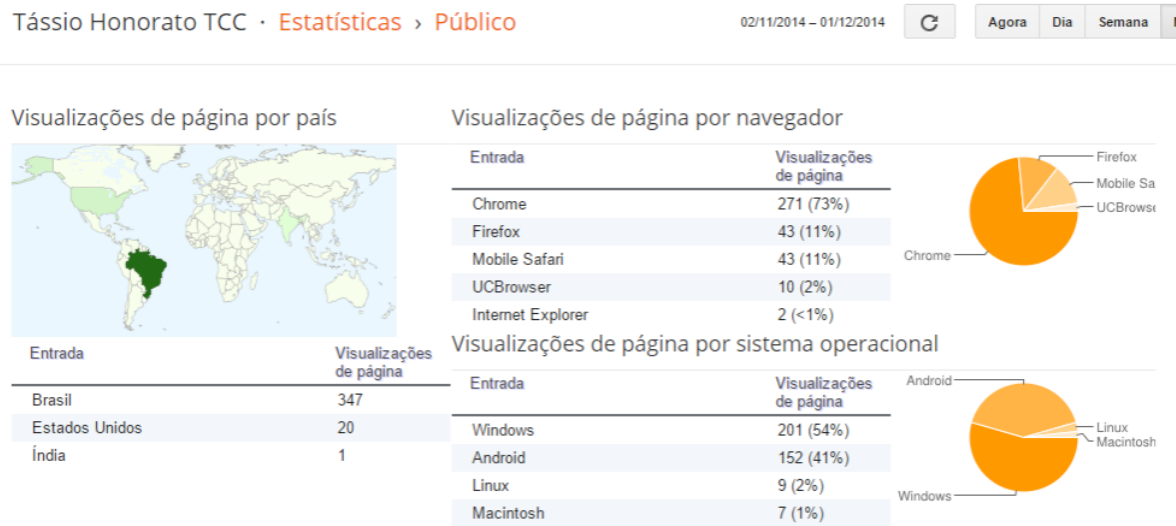 Tássio Honorato TCC · Estatísticas › Público
02/11/2014 – 01/12/2014
Agora Dia Semana
Visualizações de página por país
Entrada Visualizações
de página
Brasil 347
Estados Unidos 20
Índia 1
Visualizações de página por navegador
Entrada Visualizações
de página
Chrome 271 (73%)
Firefox 43 (11%)
Mobile Safari 43 (11%)
UCBrowser 10 (2%)
Internet Explorer 2 (<1%)
Firefox
Mobile Sa
UCBrowse
Chrome
Visualizações de página por sistema operacional
Entrada Visualizações
de página
Windows 201 (54%)
Android 152 (41%)
Linux 9 (2%)
Macintosh 7 (1%)
Android
Linux
Macintosh
Windows